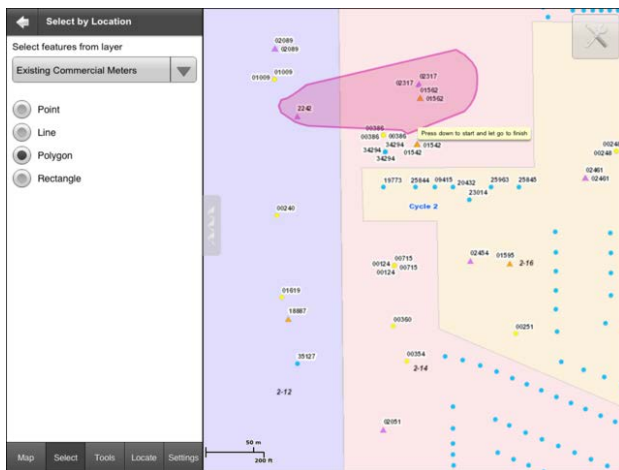 Select by Location
Select features from layer
Existing Commercial Meters
Point
Line
Polygon
Rectangle
Map
Select
Tools
Locate
Settings
02089
02089
01009
01009
2242
02317
02317
01562
01562
Press down to start and let go to finish
00386
00386
00386
34294
34294
01542
01542
00248
02461
02461
19773
25844
09415
20432
25963
25845
23014
Cycle 2
00240
00715
00124
00715
00124
02454
01595
2-16
01619
18887
00360
00251
35127
00354
2-14
2-12
02051
50 m
200 ft